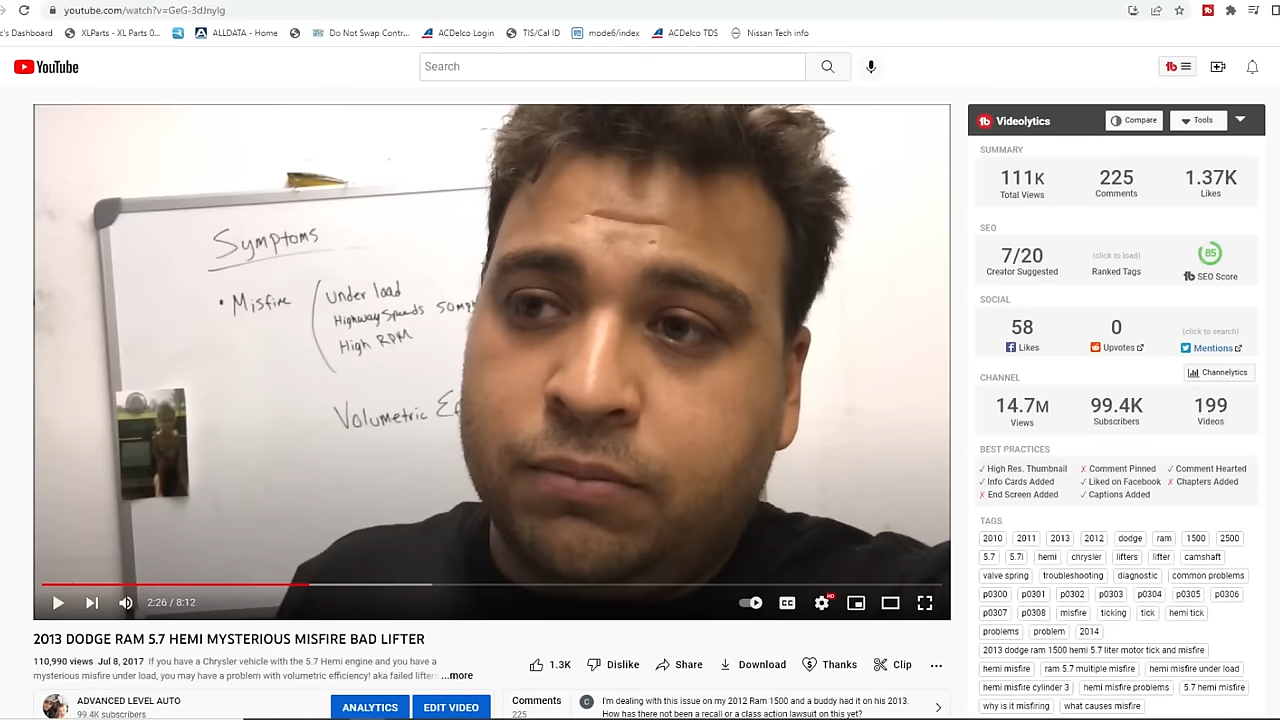 youtube.com/watch?v=GeG-3dJnyIg
c's Dashboard XLParts - XL Parts 0... ALLDATA - Home Do Not Swap Contr... ACDelco Login TIS/Cal ID mode6/index ACDelco TDS Nissan Tech info
YouTube
Search
tb
Symptoms
• Misfire
Under load
Highway Speeds 50mp
High RPM
Volumetric
2:26 / 8:12
CC
HD
2013 DODGE RAM 5.7 HEMI MYSTERIOUS MISFIRE BAD LIFTER
110,990 views Jul 8, 2017 If you have a Chrysler vehicle with the 5.7 Hemi engine and you have a
mysterious misfire under load, you may have a problem with volumetric efficiency! aka failed lifters ...more
1.3K Dislike Share Download Thanks Clip ...
ADVANCED LEVEL AUTO
99.4K subscribers
ANALYTICS EDIT VIDEO
Comments
225
C
I'm dealing with this issue on my 2012 Ram 1500 and a buddy had it on his 2013.
How has there not been a recall or a class action lawsuit on this yet?
tb Videolytics Compare Tools
SUMMARY
111K 225 1.37K
Total Views Comments Likes
SEO
7/20 (click to load) 85
Creator Suggested Ranked Tags tb SEO Score
SOCIAL
58 0 (click to search)
Likes Upvotes Mentions
CHANNEL Channelytics
14.7M 99.4K 199
Views Subscribers Videos
BEST PRACTICES
✓ High Res. Thumbnail ✗ Comment Pinned ✓ Comment Hearted
✓ Info Cards Added ✓ Liked on Facebook ✗ Chapters Added
✗ End Screen Added ✓ Captions Added
TAGS
2010 2011 2013 2012 dodge ram 1500 2500
5.7 5.7l hemi chrysler lifters lifter camshaft
valve spring troubleshooting diagnostic common problems
p0300 p0301 p0302 p0303 p0304 p0305 p0306
p0307 p0308 misfire ticking tick hemi tick
problems problem 2014
2013 dodge ram 1500 hemi 5.7 liter motor tick and misfire
hemi misfire ram 5.7 multiple misfire hemi misfire under load
hemi misfire cylinder 3 hemi misfire problems 5.7 hemi misfire
why is it misfiring what causes misfire